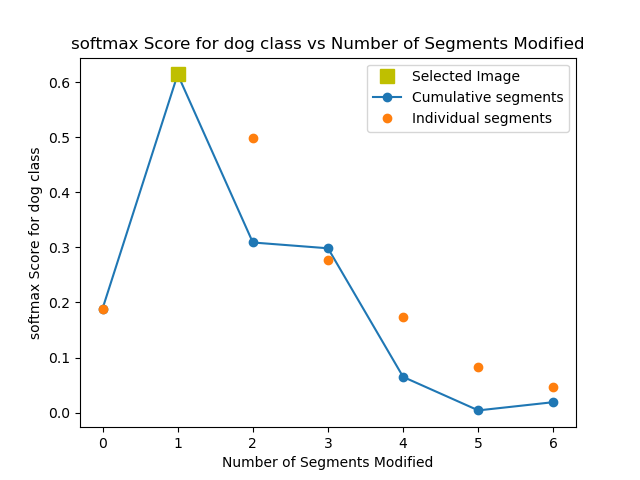 softmax Score for dog class vs Number of Segments Modified
Selected Image
Cumulative segments
Individual segments
softmax Score for dog class
0.6
0.5
0.4
0.3
0.2
0.1
0.0
0 1 2 3 4 5 6
Number of Segments Modified